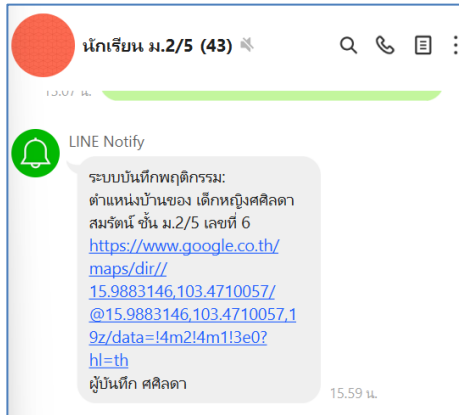 นักเรียน ม.2/5 (43)
15.07 น.
LINE Notify
ระบบบันทึกพฤติกรรม:
ตำแหน่งบ้านของ เด็กหญิงศศิลดา
สมรัตน์ ชั้น ม.2/5 เลขที่ 6
https://www.google.co.th/
maps/dir//
15.9883146,103.4710057/
@15.9883146,103.4710057,1
9z/data=!4m2!4m1!3e0?
hl=th
ผู้บันทึก ศศิลดา
15.59 น.